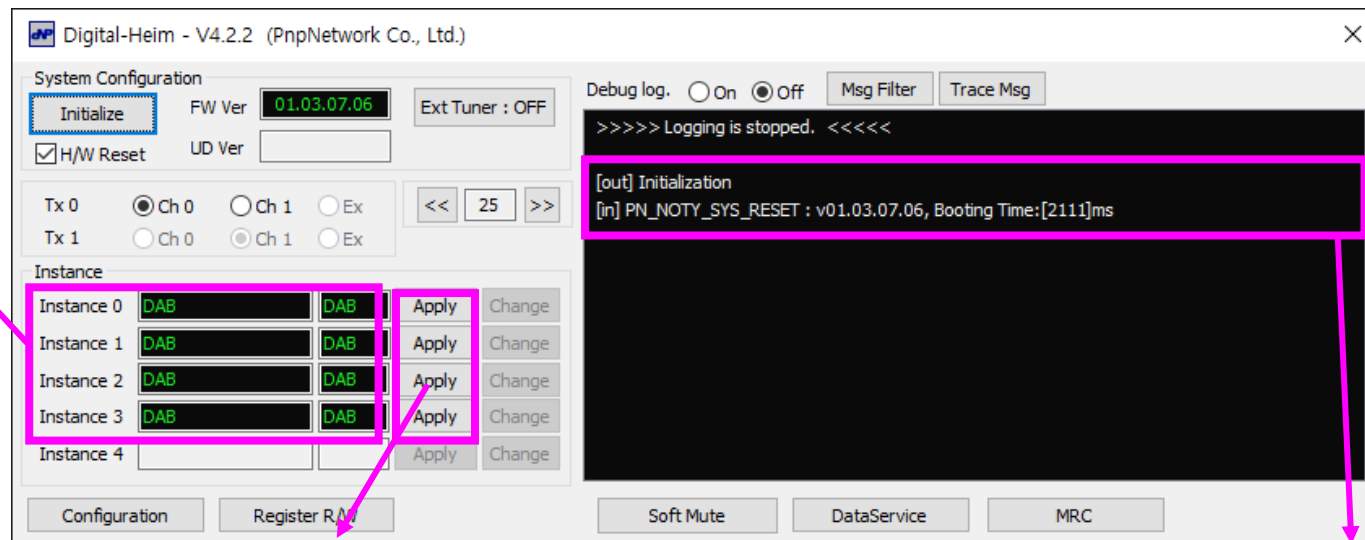 Digital-Heim - V4.2.2 (PnpNetwork Co., Ltd.)
System Configuration
Initialize
FW Ver
01.03.07.06
Ext Tuner : OFF
H/W Reset
UD Ver
Tx 0
Ch 0
Ch 1
Ex
<<
25
>>
Tx 1
Ch 0
Ch 1
Ex
Instance
Instance 0 DAB DAB Apply Change
Instance 1 DAB DAB Apply Change
Instance 2 DAB DAB Apply Change
Instance 3 DAB DAB Apply Change
Instance 4 Apply Change
Configuration
Register R/W
Debug log. On Off Msg Filter Trace Msg
>>>>> Logging is stopped. <<<<<
[out] Initialization
[in] PN_NOTY_SYS_RESET : v01.03.07.06, Booting Time:[2111]ms
Soft Mute
DataService
MRC